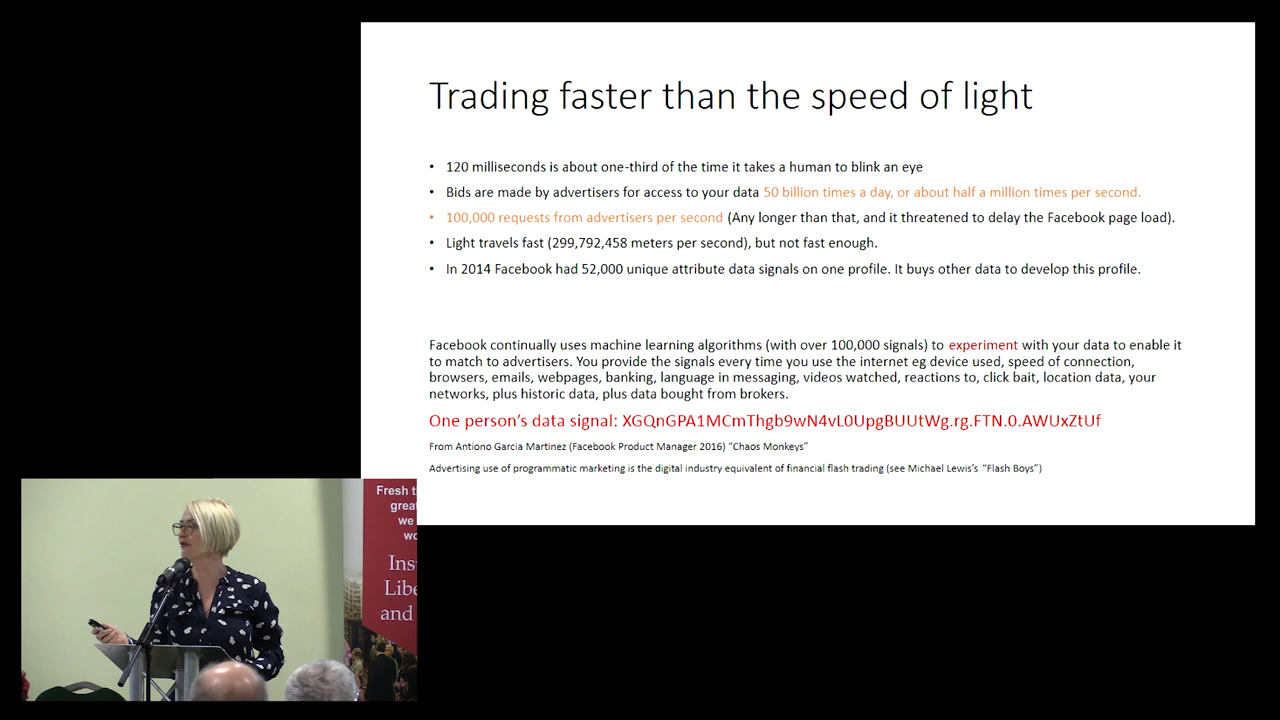 Trading faster than the speed of light
• 120 milliseconds is about one-third of the time it takes a human to blink an eye
• Bids are made by advertisers for access to your data 50 billion times a day, or about half a million times per second.
• 100,000 requests from advertisers per second (Any longer than that, and it threatened to delay the Facebook page load).
• Light travels fast (299,792,458 meters per second), but not fast enough.
• In 2014 Facebook had 52,000 unique attribute data signals on one profile. It buys other data to develop this profile.
Facebook continually uses machine learning algorithms (with over 100,000 signals) to experiment with your data to enable it
to match to advertisers. You provide the signals every time you use the internet eg device used, speed of connection,
browsers, emails, webpages, banking, language in messaging, videos watched, reactions to, click bait, location data, your
networks, plus historic data, plus data bought from brokers.
One person's data signal: XGQnGPA1MCmThgb9wN4vL0UpgBUUtWg.rg.FTN.0.AWUxZtUf
From Antiono Garcia Martinez (Facebook Product Manager 2016) "Chaos Monkeys"
Advertising use of programmatic marketing is the digital industry equivalent of financial flash trading (see Michael Lewis's "Flash Boys")
Fresh
we
and